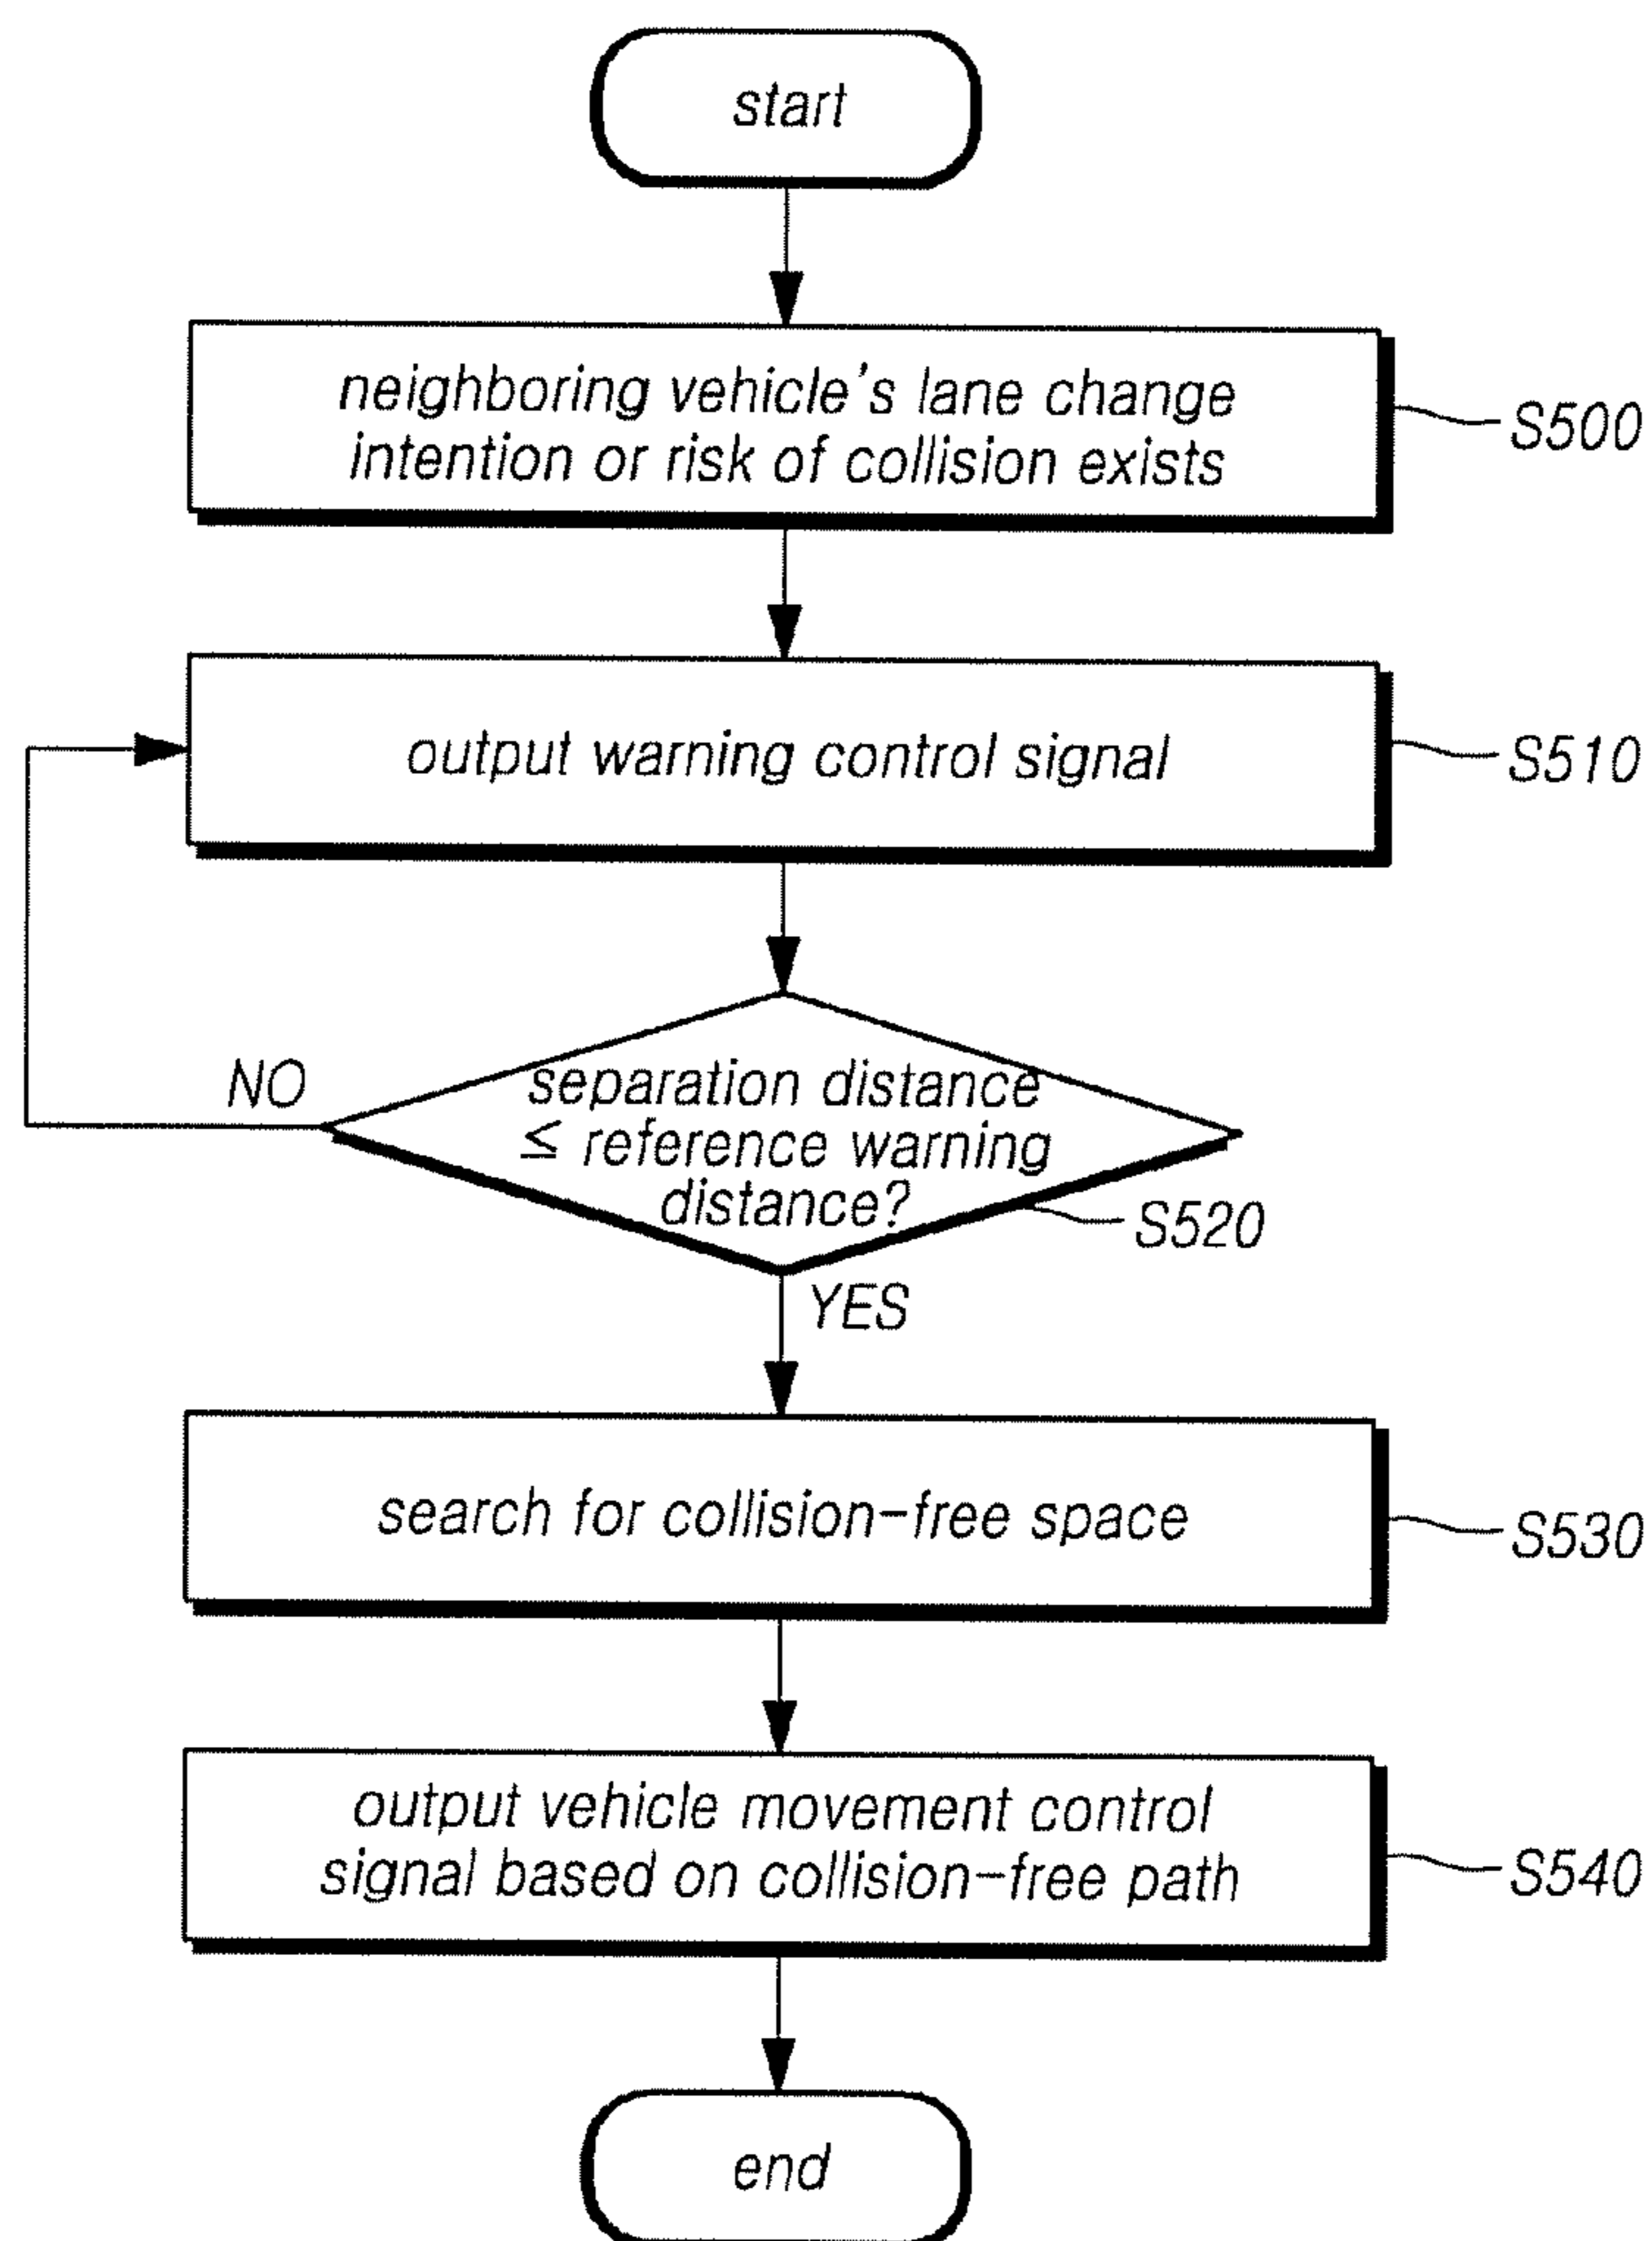 start
neighboring vehicle's lane change
intention or risk of collision exists
S500
output warning control signal
S510
NO
separation distance
≤ reference warning
distance?
S520
YES
search for collision-free space
S530
output vehicle movement control
signal based on collision-free path
S540
end